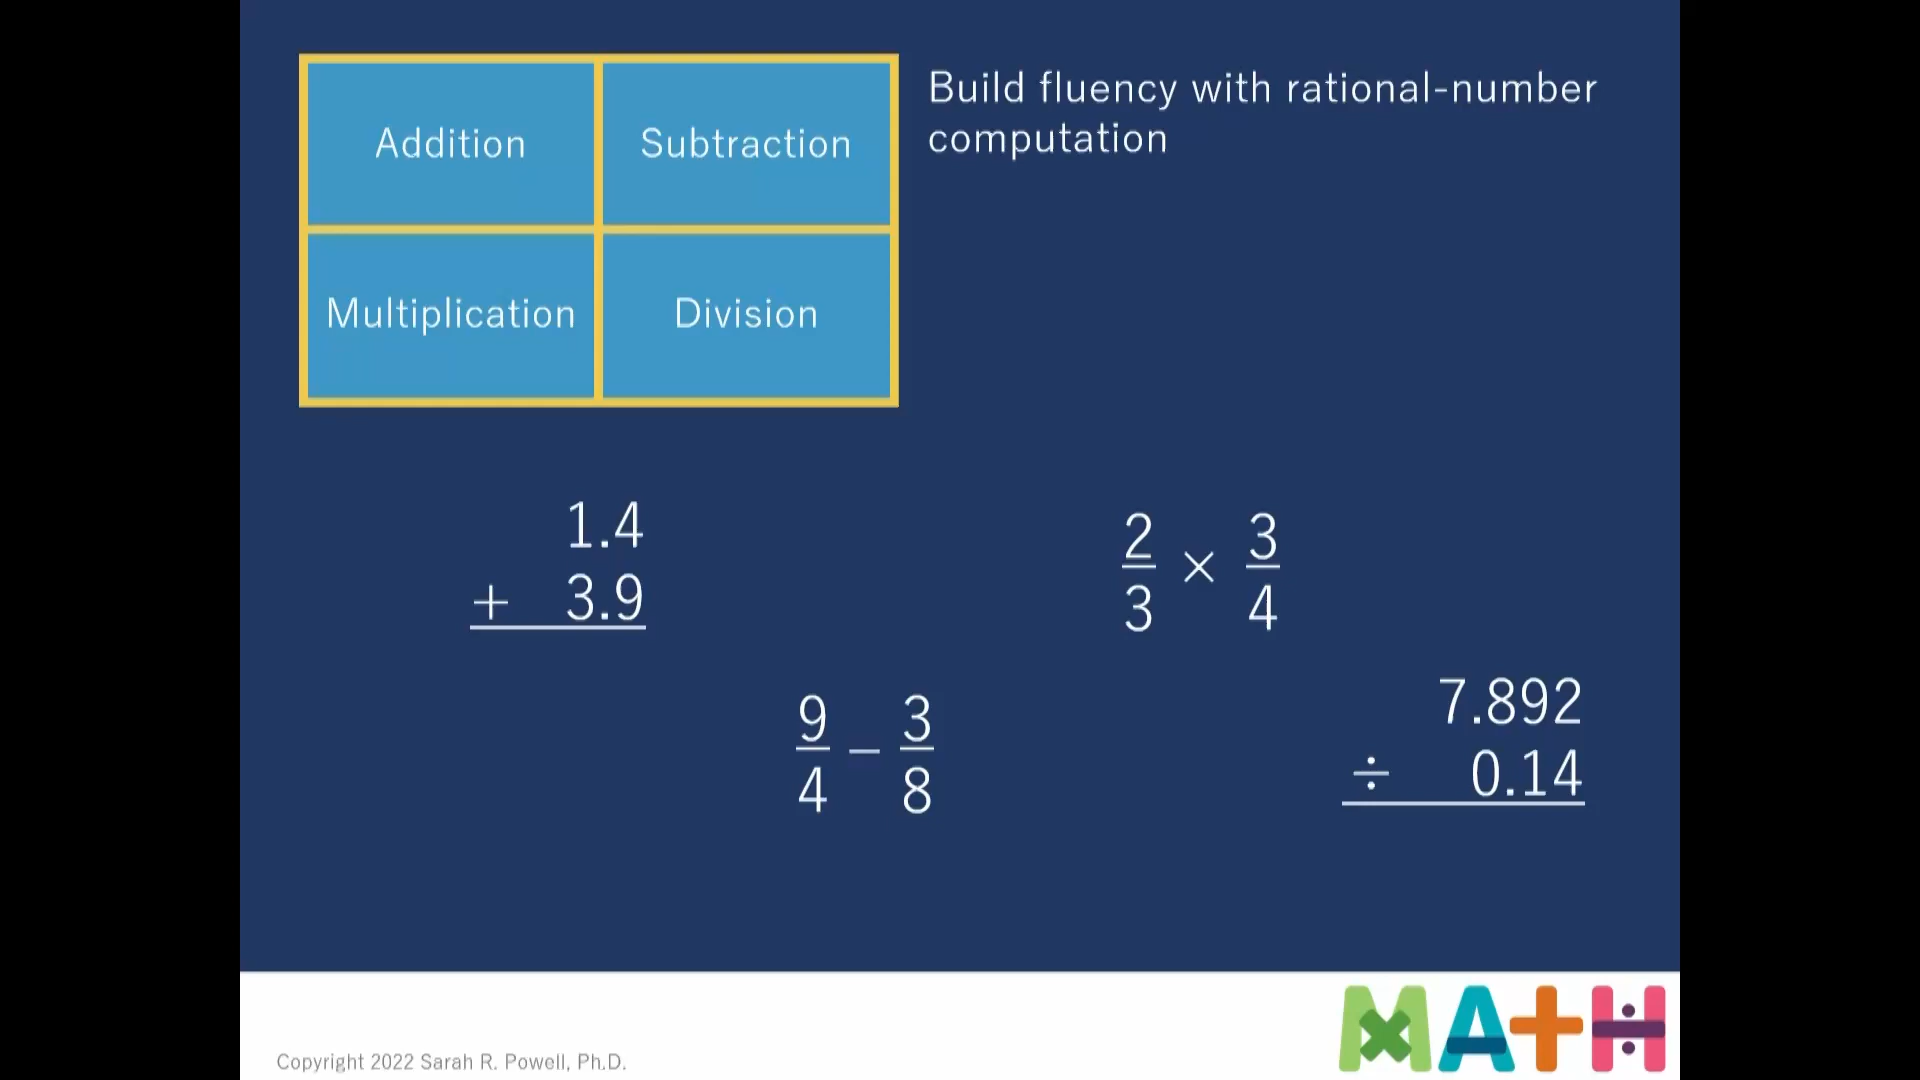 Addition
Subtraction
Multiplication
Division
Build fluency with rational-number
computation
1.4
+ 3.9
2/3 × 3/4
9/4 − 3/8
7.892
÷ 0.14
Copyright 2022 Sarah R. Powell, Ph.D.
MATH